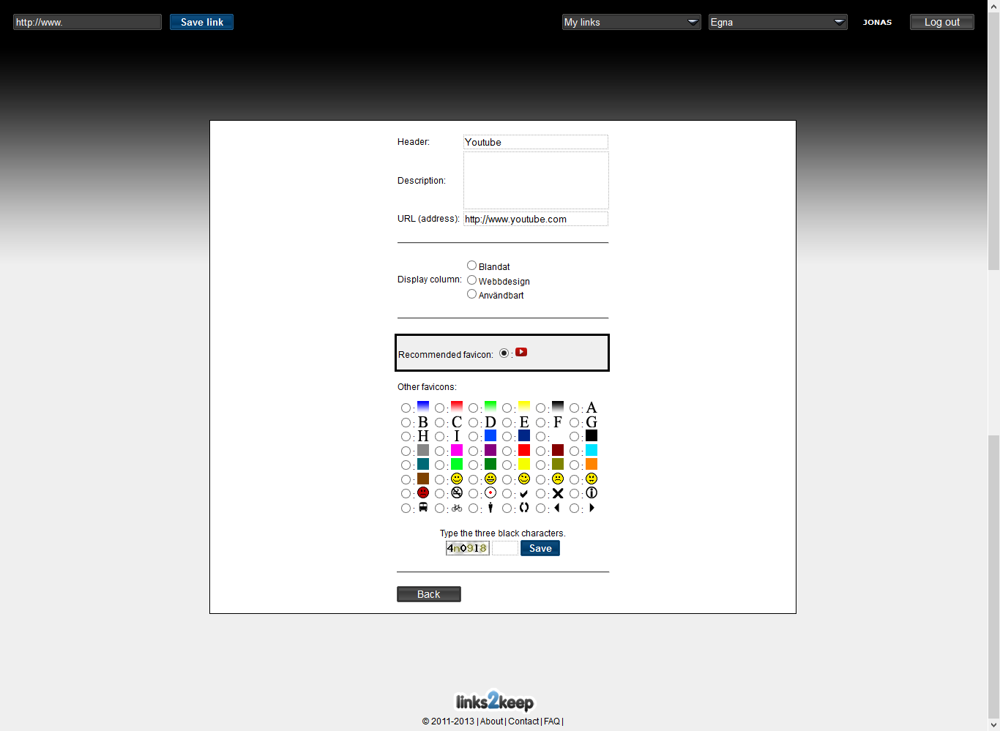 http://www. Save link My links Egna JONAS Log out
Header: Youtube
Description:
URL (address): http://www.youtube.com
Display column:
Blandat
Webbdesign
Användbart
Recommended favicon: :
Other favicons:
: : : : : : A
: B : C : D : E : F : G
: H : I : : : :
: : : : : :
: : : : : :
: : : : : :
: : : : : :
: : : : : :
Type the three black characters.
4n0918 Save
Back
links2keep
© 2011-2013 | About | Contact | FAQ |